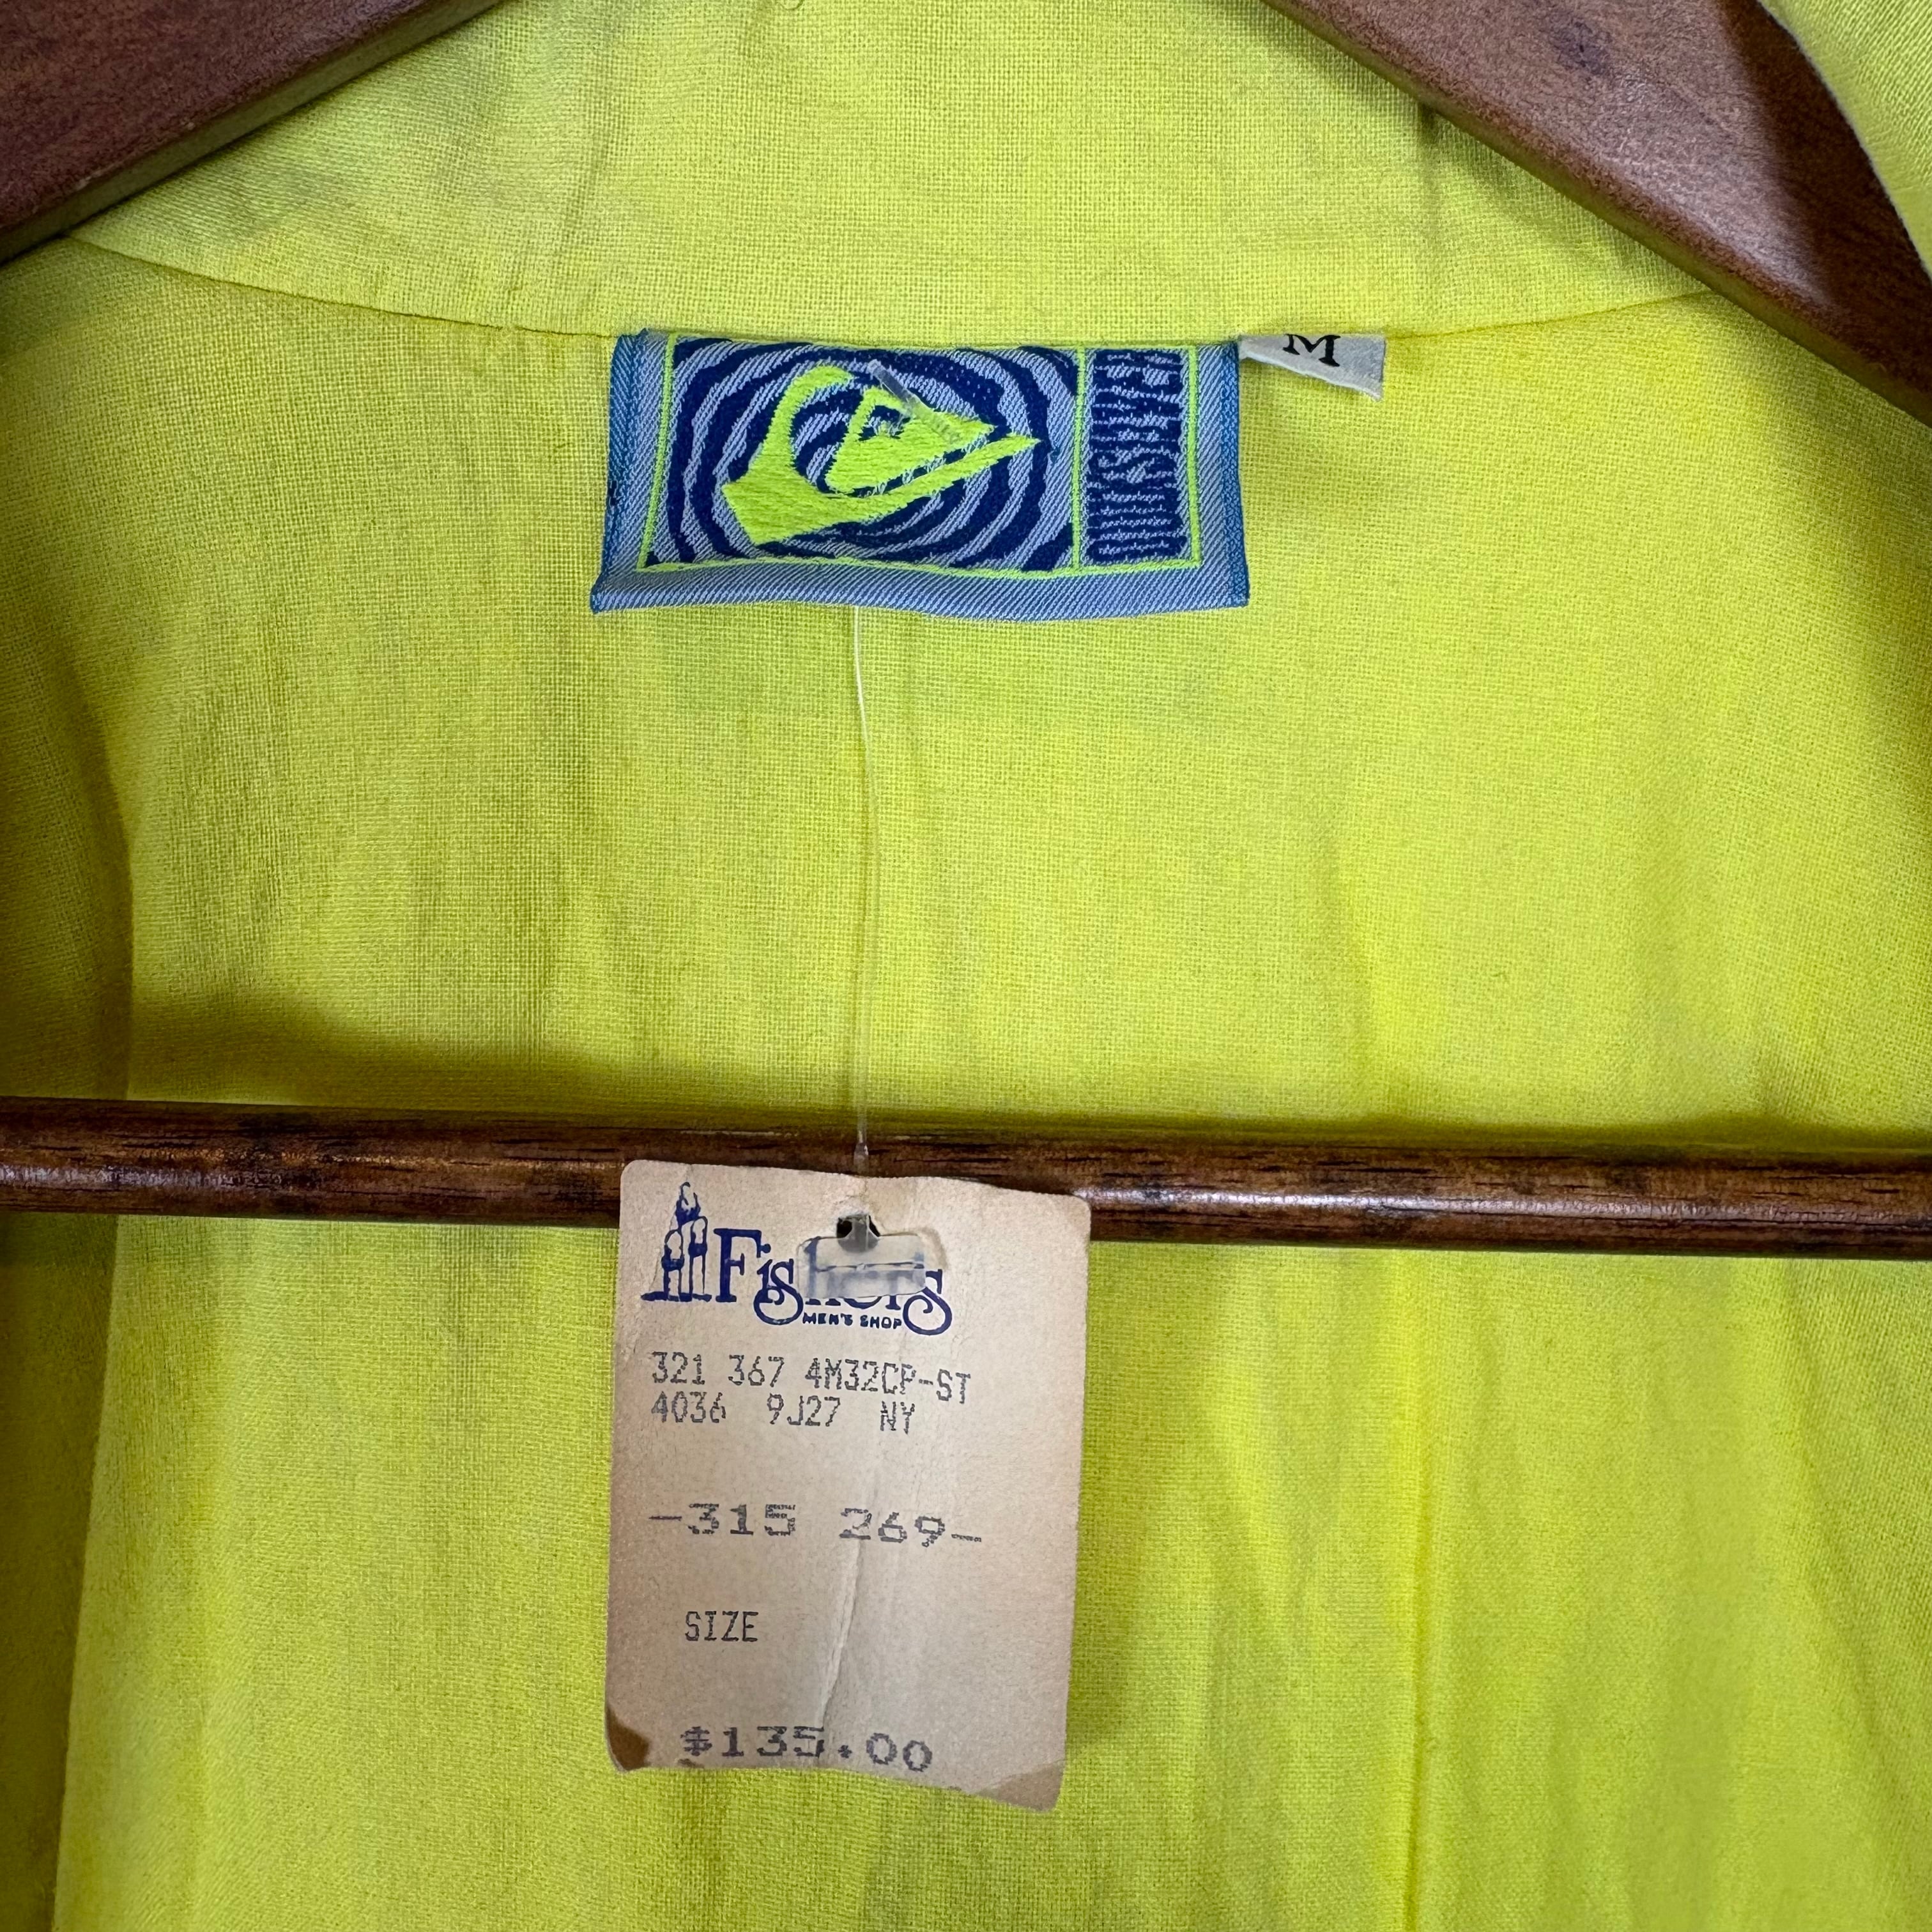 M
Fishers
MEN'S SHOP
321 367 4M32CP-ST
4036 9J27 NY
-315 269-
SIZE
$135.00